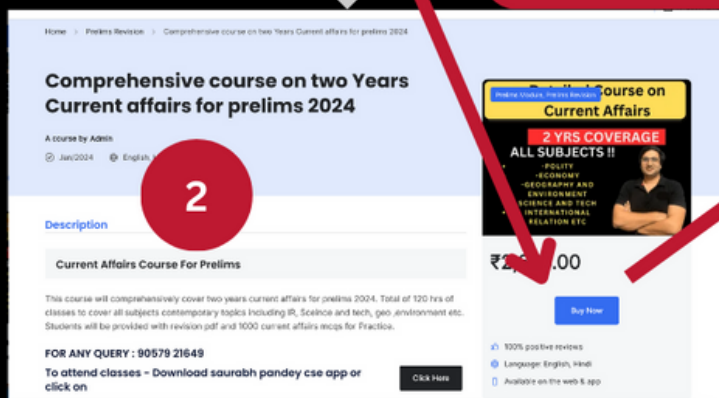 Home > Prelims Revision > Comprehensive course on two Years Current affairs for prelims 2024
Comprehensive course on two Years
Current affairs for prelims 2024
A course by Admin
Jan/2024 English,
2
Description
Current Affairs Course For Prelims
This course will comprehensively cover two years current affairs for prelims 2024. Total of 120 hrs of
classes to cover all subjects contemporary topics including IR, Sceince and tech, geo ,environment etc.
Students will be provided with revision pdf and 1000 current affairs mcqs for Practice.
FOR ANY QUERY : 90579 21649
To attend classes - Download saurabh pandey cse app or
click on
Click Here
Prelims Module, Prelims Revision
Course on
Current Affairs
2 YRS COVERAGE
ALL SUBJECTS !!
-POLITY
-ECONOMY
-GEOGRAPHY AND
ENVIRONMENT
SCIENCE AND TECH
INTERNATIONAL
RELATION ETC
Buy Now
100% positive reviews
Language: English, Hindi
Available on the web & app